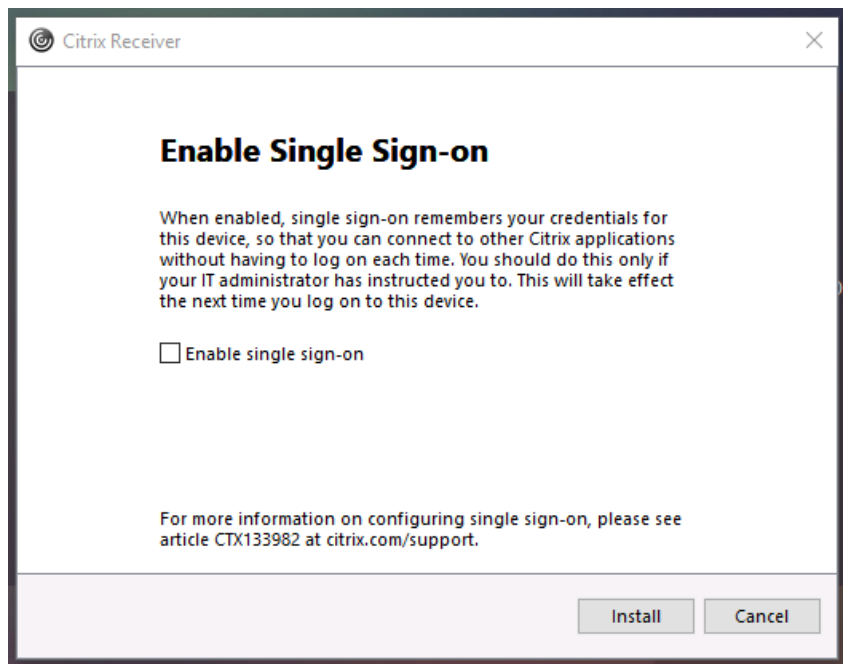 Citrix Receiver
Enable Single Sign-on
When enabled, single sign-on remembers your credentials for
this device, so that you can connect to other Citrix applications
without having to log on each time. You should do this only if
your IT administrator has instructed you to. This will take effect
the next time you log on to this device.
Enable single sign-on
For more information on configuring single sign-on, please see
article CTX133982 at citrix.com/support.
Install
Cancel